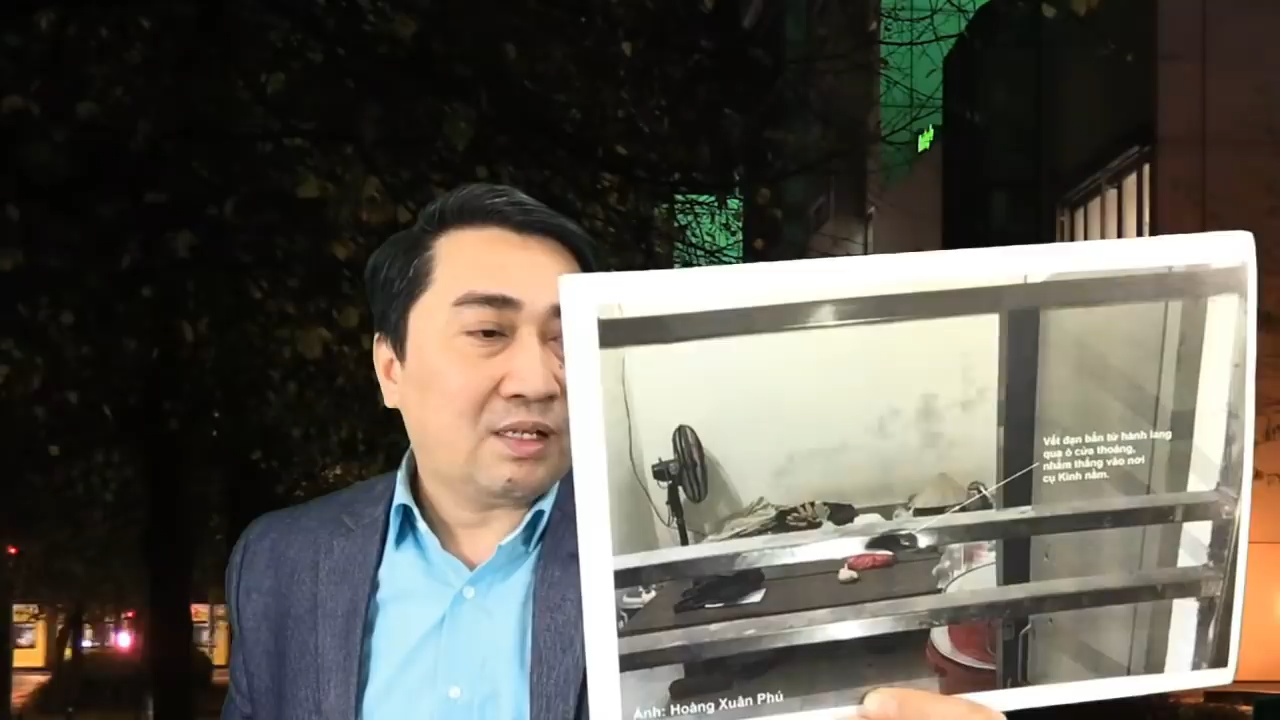 Vết đạn bắn từ hành lang
qua ô cửa thoáng,
nhằm thẳng vào nơi
cụ Kình nằm.
Ảnh: Hoàng Xuân Phú